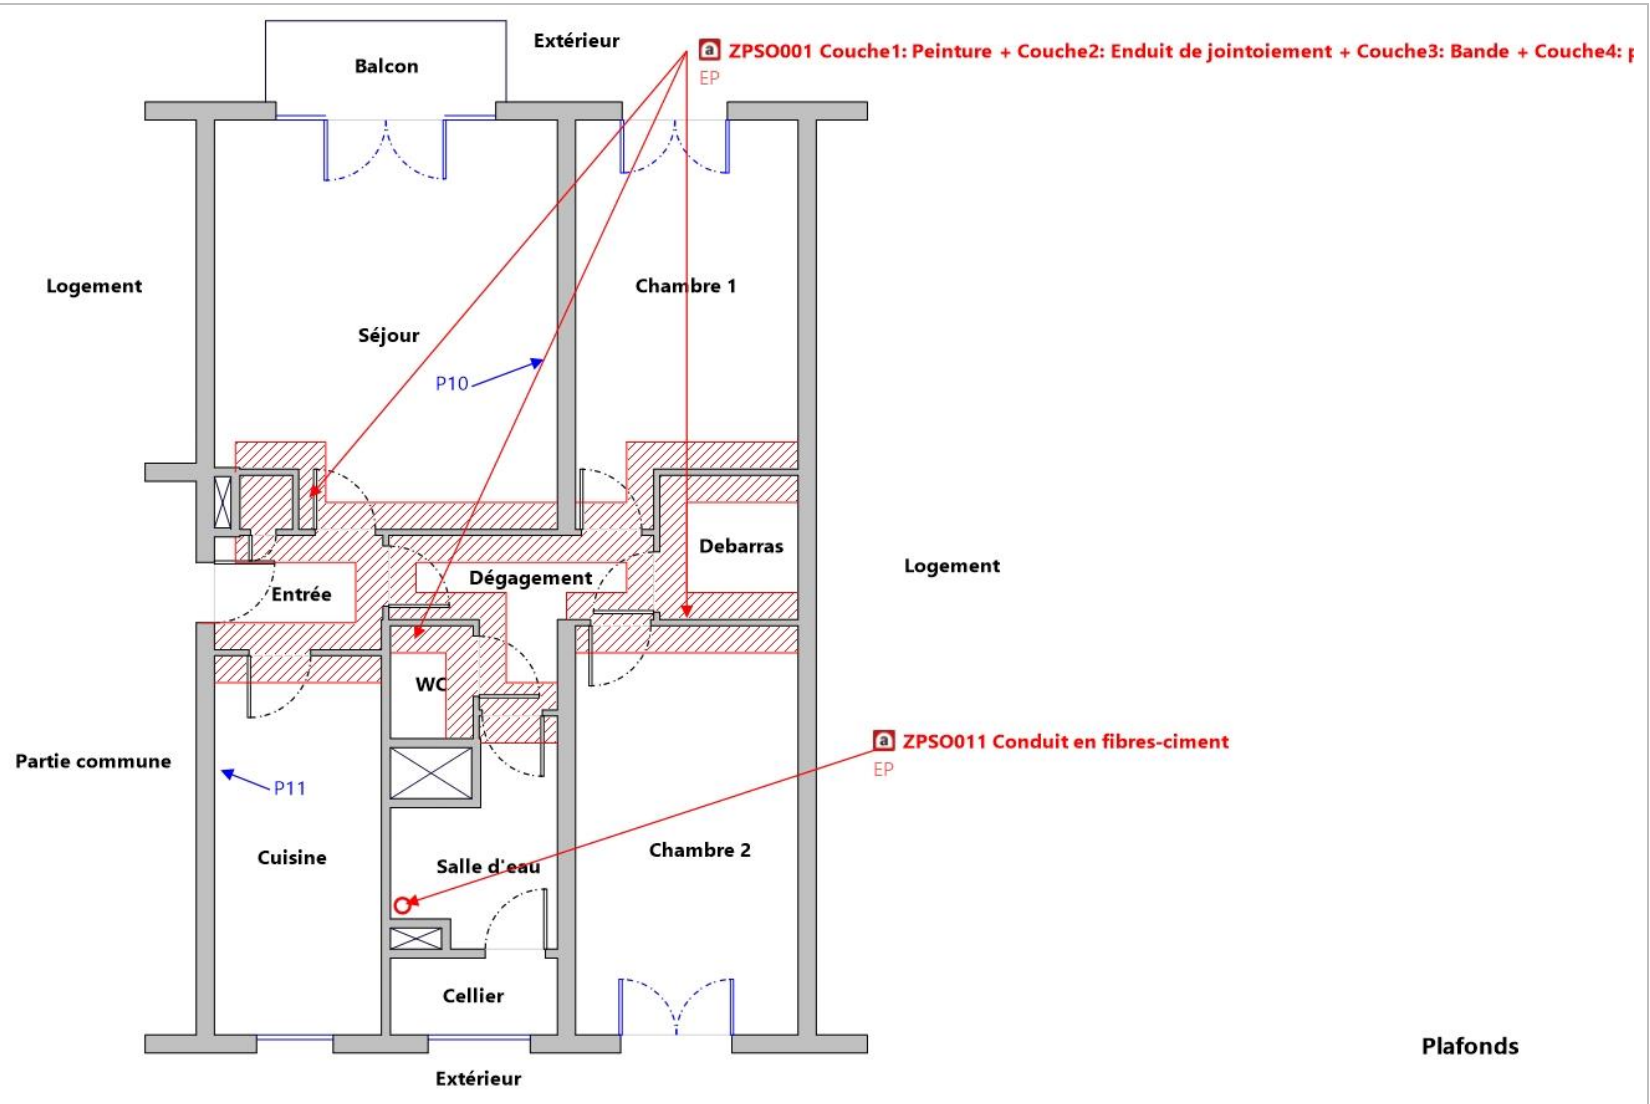 Extérieur
Balcon
a ZPSO001 Couche1: Peinture + Couche2: Enduit de jointoiement + Couche3: Bande + Couche4:
EP
Logement
Chambre 1
Séjour
P10
Debarras
Dégagement
Entrée
Logement
WC
Partie commune
P11
a ZPSO011 Conduit en fibres-ciment
EP
Cuisine
Salle d'eau
Chambre 2
Cellier
Plafonds
Extérieur